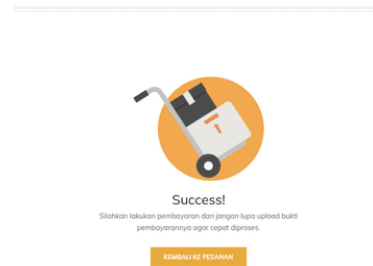 Success!
Silahkan lakukan pembayaran dan jangan lupa upload bukti
pembayarannya agar cepat diproses.
KEMBALI KE PESANAN